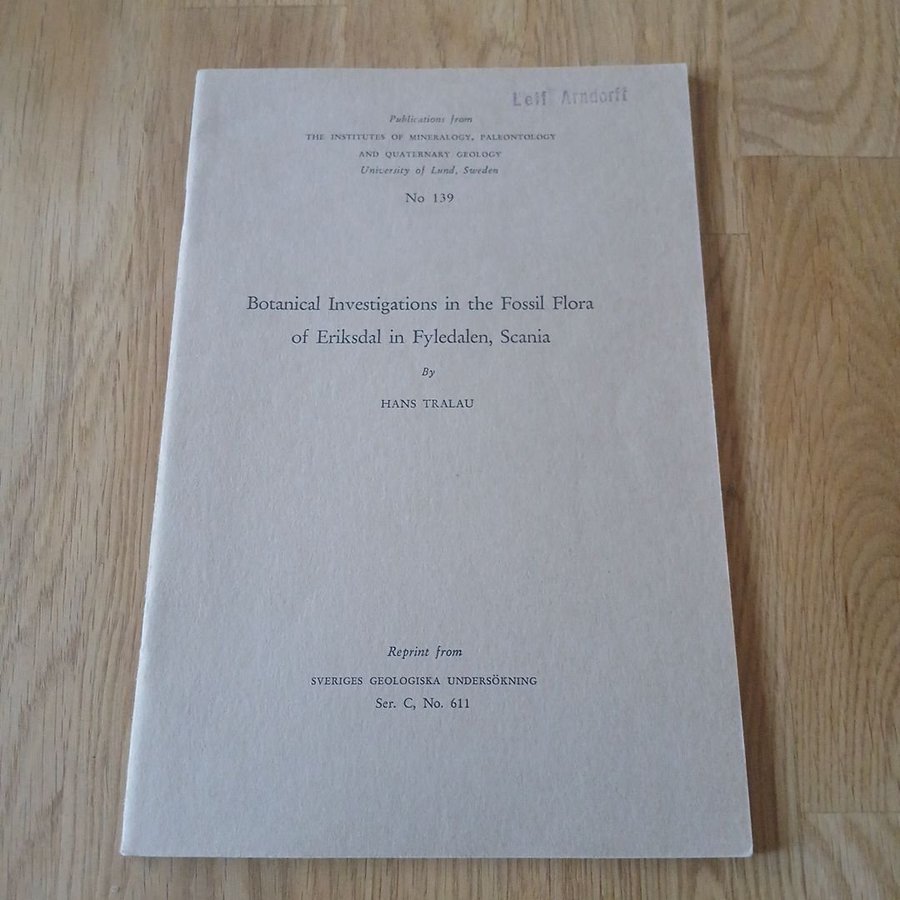 Leif Arndorff
Publications from
THE INSTITUTES OF MINERALOGY, PALEONTOLOGY
AND QUATERNARY GEOLOGY
University of Lund, Sweden
No 139
Botanical Investigations in the Fossil Flora
of Eriksdal in Fyledalen, Scania
By
HANS TRALAU
Reprint from
SVERIGES GEOLOGISKA UNDERSÖKNING
Ser. C, No. 611